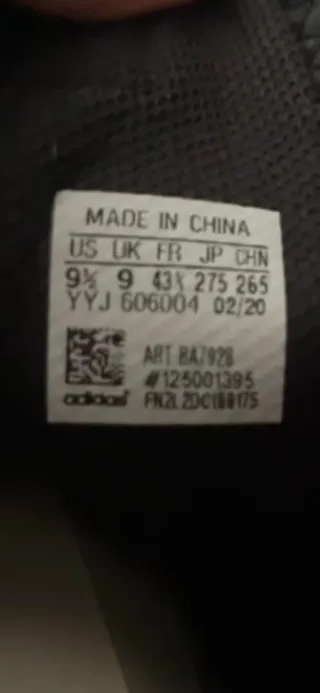 MADE IN CHINA
US UK FR JP CHN
9½ 9 43⅓ 275 265
YYJ 606004 02/20
ART BA7928
#125001395
adidas